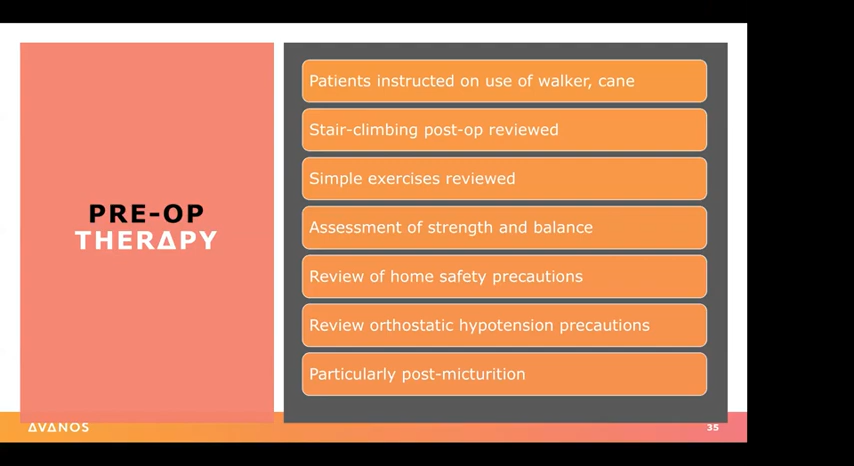 PRE-OP
THERΔPY
Patients instructed on use of walker, cane
Stair-climbing post-op reviewed
Simple exercises reviewed
Assessment of strength and balance
Review of home safety precautions
Review orthostatic hypotension precautions
Particularly post-micturition
ΔVΔNOS
35